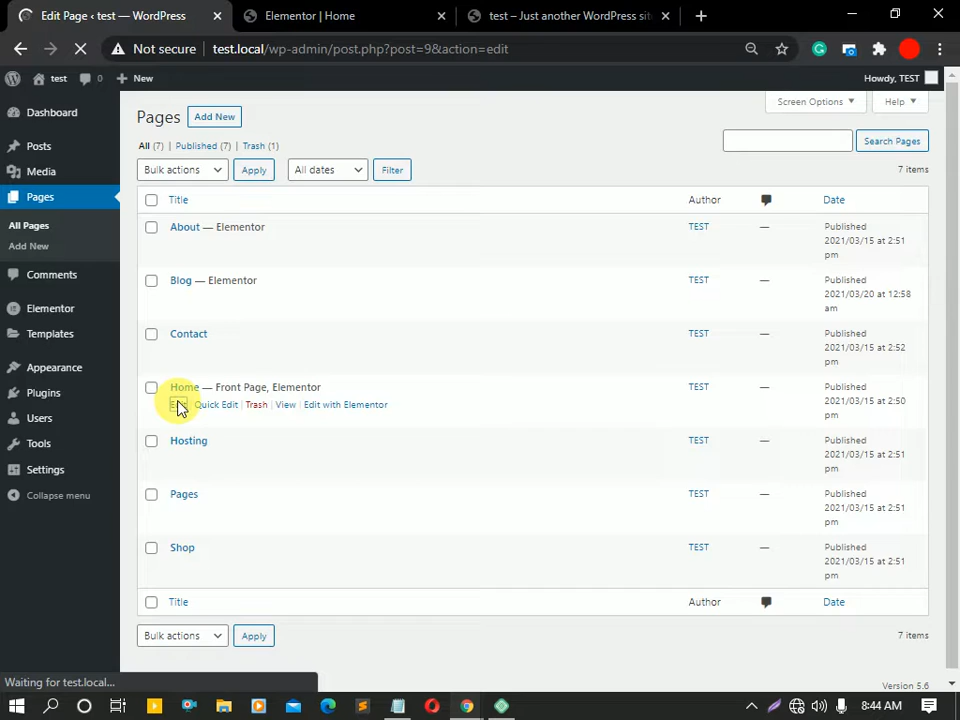 Edit Page ‹ test — WordPress
Elementor | Home
test – Just another WordPress sit
Not secure
test.local/wp-admin/post.php?post=9&action=edit
test
0
New
Howdy, TEST
Dashboard
Posts
Media
Pages
All Pages
Add New
Comments
Elementor
Templates
Appearance
Plugins
Users
Tools
Settings
Collapse menu
Screen Options
Help
Pages
Add New
All (7) | Published (7) | Trash (1)
Search Pages
Bulk actions
Apply
All dates
Filter
7 items
Title
Author
Date
About — Elementor
TEST
—
Published
2021/03/15 at 2:51
pm
Blog — Elementor
TEST
—
Published
2021/03/20 at 12:58
am
Contact
TEST
—
Published
2021/03/15 at 2:52
pm
Home — Front Page, Elementor
Edit | Quick Edit | Trash | View | Edit with Elementor
TEST
—
Published
2021/03/15 at 2:50
pm
Hosting
TEST
—
Published
2021/03/15 at 2:51
pm
Pages
TEST
—
Published
2021/03/15 at 2:51
pm
Shop
TEST
—
Published
2021/03/15 at 2:51
pm
Title
Author
Date
Bulk actions
Apply
7 items
Waiting for test.local...
Version 5.6
8:44 AM